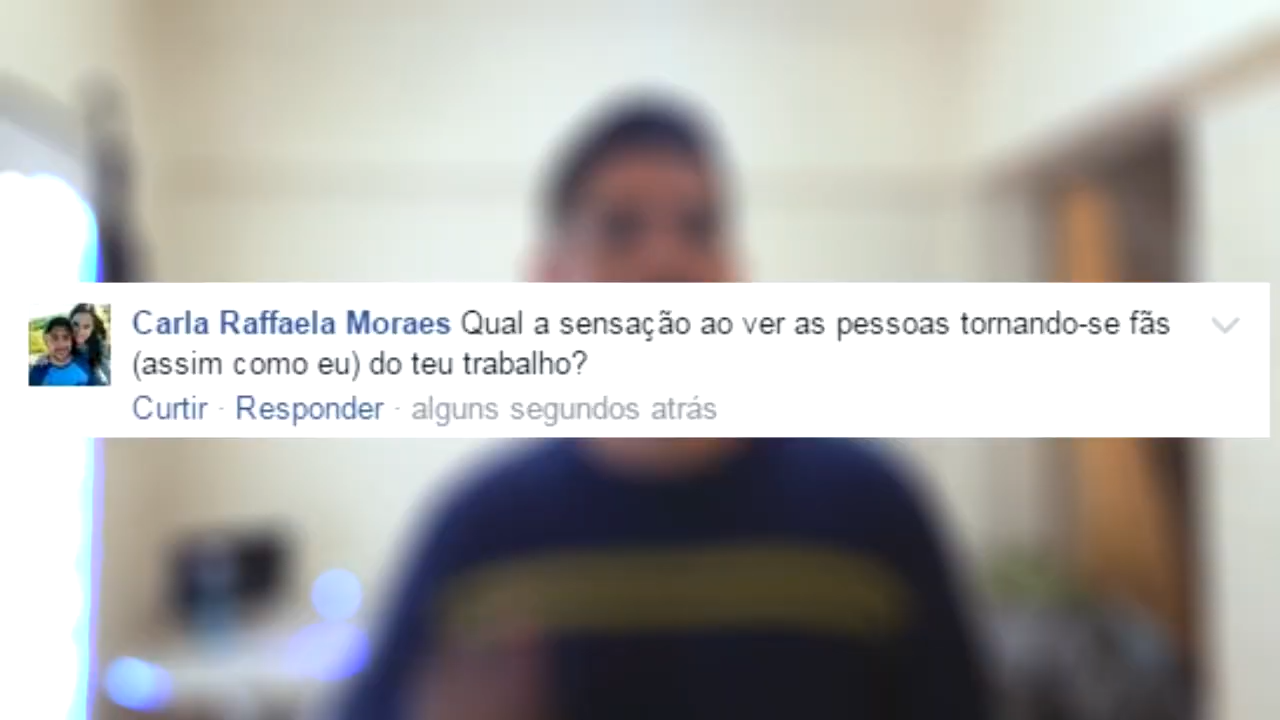 Carla Raffaela Moraes Qual a sensação ao ver as pessoas tornando-se fãs
(assim como eu) do teu trabalho?
Curtir · Responder · alguns segundos atrás